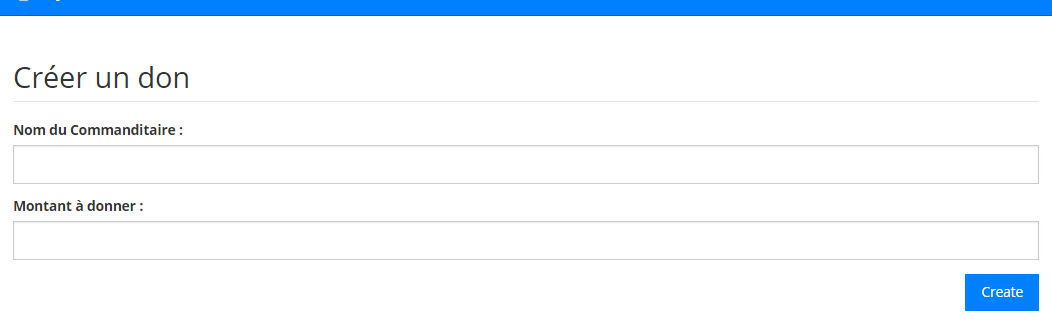 Créer un don
Nom du Commanditaire :
Montant à donner :
Create